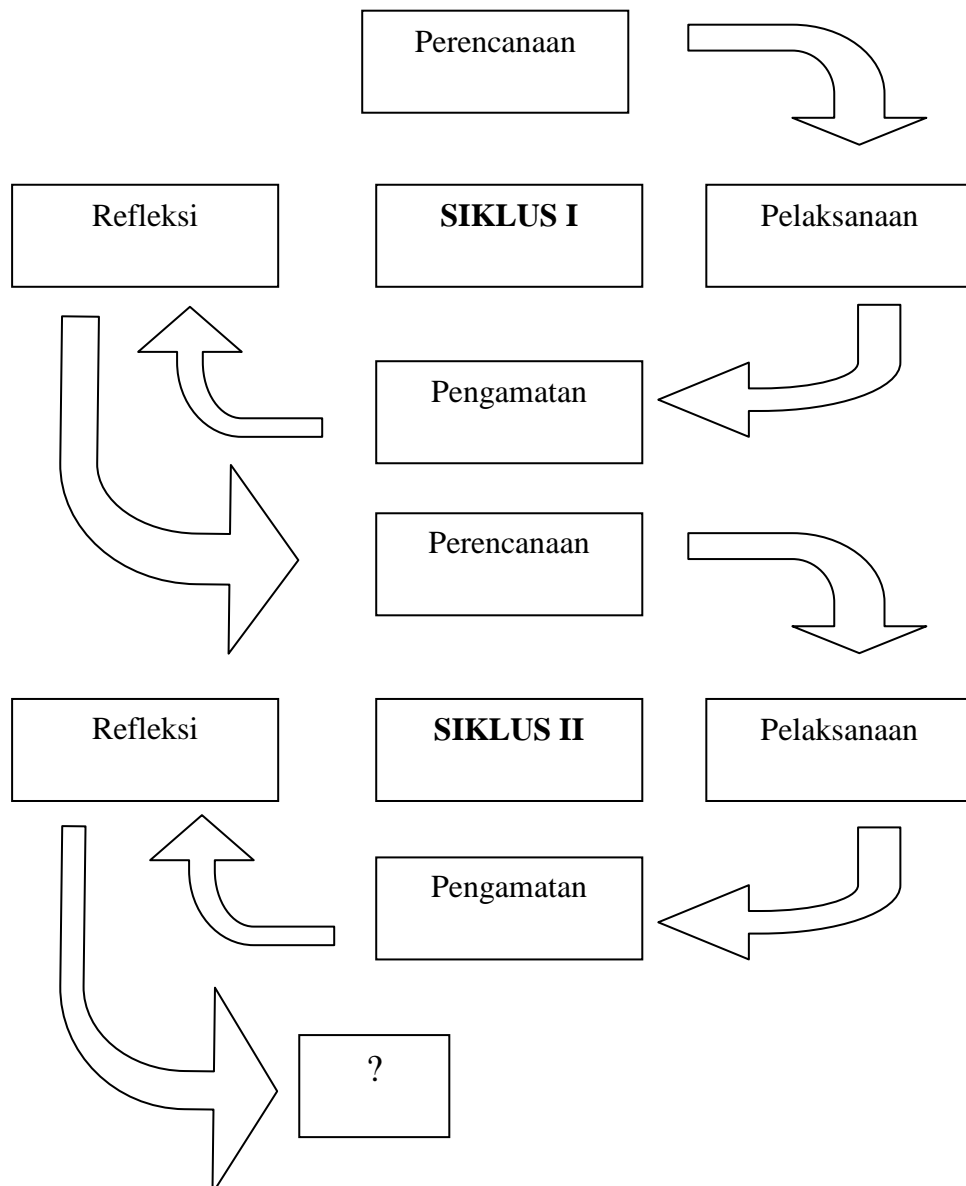 Perencanaan
Refleksi
SIKLUS I
Pelaksanaan
Pengamatan
Perencanaan
Refleksi
SIKLUS II
Pelaksanaan
Pengamatan
?